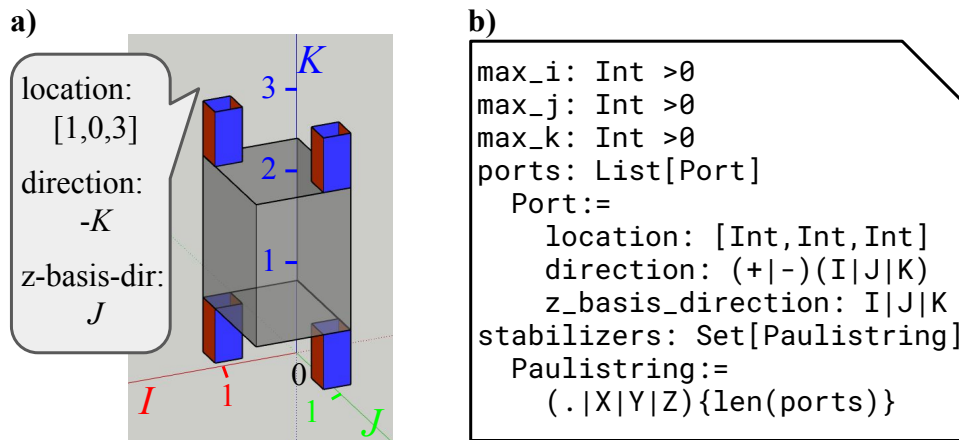 a)
location:
[1,0,3]
direction:
-K
z-basis-dir:
J
K
3
2
1
0
I
1
1
J
b)
max_i: Int >0
max_j: Int >0
max_k: Int >0
ports: List[Port]
Port:=
location: [Int,Int,Int]
direction: (+|-)(I|J|K)
z_basis_direction: I|J|K
stabilizers: Set[Paulistring]
Paulistring:=
(.|X|Y|Z){len(ports)}